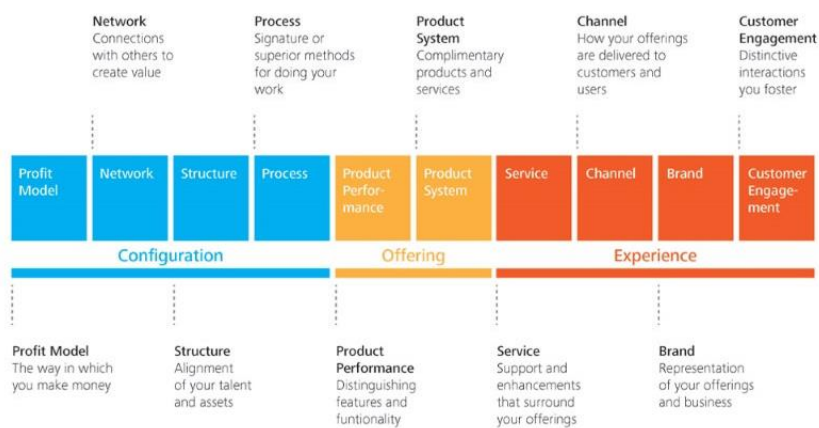 Network
Connections
with others to
create value
Process
Signature or
superior methods
for doing your
work
Product
System
Complimentary
products and
services
Channel
How your offerings
are delivered to
customers and
users
Customer
Engagement
Distinctive
interactions
you foster
Profit
Model
Network
Structure
Process
Product
Perfor-
mance
Product
System
Service
Channel
Brand
Customer
Engage-
ment
Configuration
Offering
Experience
Profit Model
The way in which
you make money
Structure
Alignment
of your talent
and assets
Product
Performance
Distinguishing
features and
funtionality
Service
Support and
enhancements
that surround
your offerings
Brand
Representation
of your offerings
and business